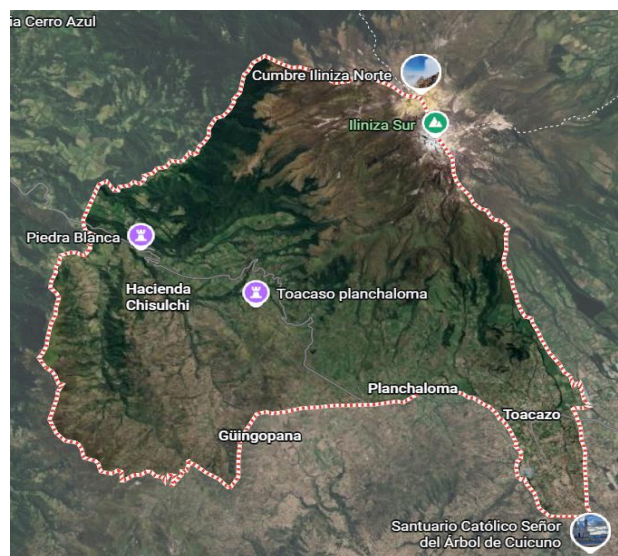 ia Cerro Azul
Cumbre Iliniza Norte
Iliniza Sur
Piedra Blanca
Hacienda
Chisulchi
Toacaso planchaloma
Planchaloma
Toacazo
Güingopana
Santuario Católico Señor
del Árbol de Cuicuno